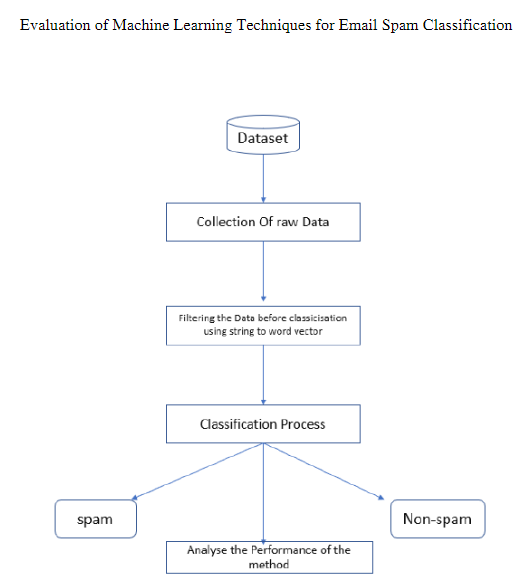 Evaluation of Machine Learning Techniques for Email Spam Classification
Dataset
Collection Of raw Data
Filtering the Data before classicisation
using string to word vector
Classification Process
spam
Non-spam
Analyse the Performance of the
method